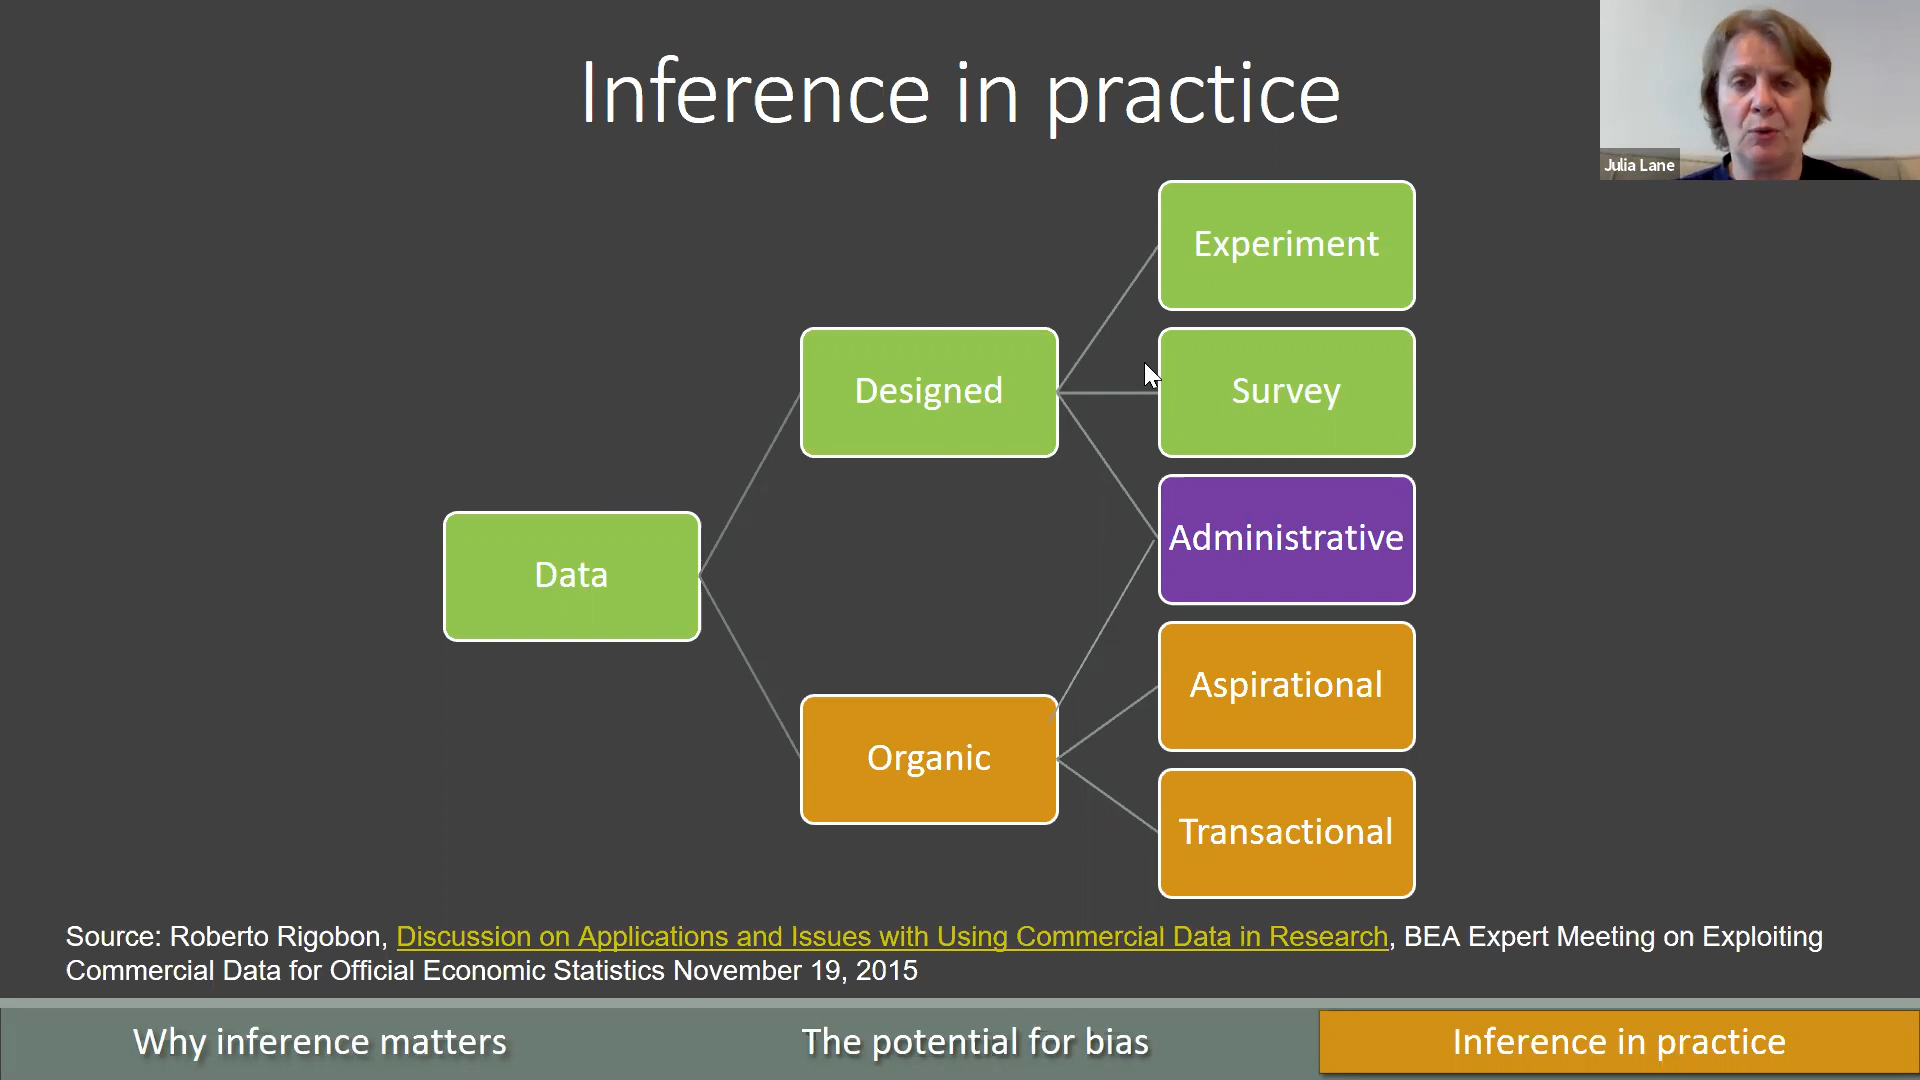 Inference in practice
Julia Lane
Experiment
Designed
Survey
Data
Administrative
Aspirational
Organic
Transactional
Source: Roberto Rigobon, Discussion on Applications and Issues with Using Commercial Data in Research, BEA Expert Meeting on Exploiting
Commercial Data for Official Economic Statistics November 19, 2015
Why inference matters
The potential for bias
Inference in practice